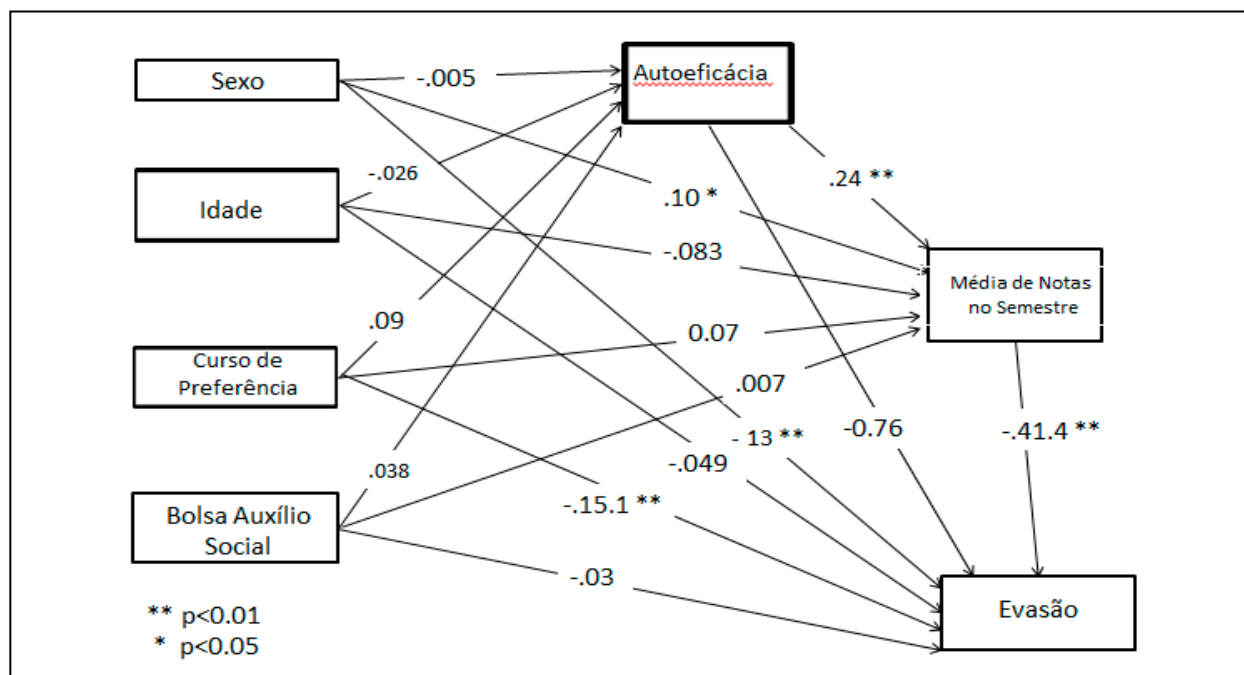 Sexo
-.005
Autoeficácia
-.026
.24 **
Idade
.10 *
-.083
Média de Notas
no Semestre
.09
0.07
Curso de
Preferência
.007
- 13 **
-0.76
-.41.4 **
.038
-.049
-.15.1 **
Bolsa Auxílio
Social
-.03
Evasão
** p<0.01
* p<0.05